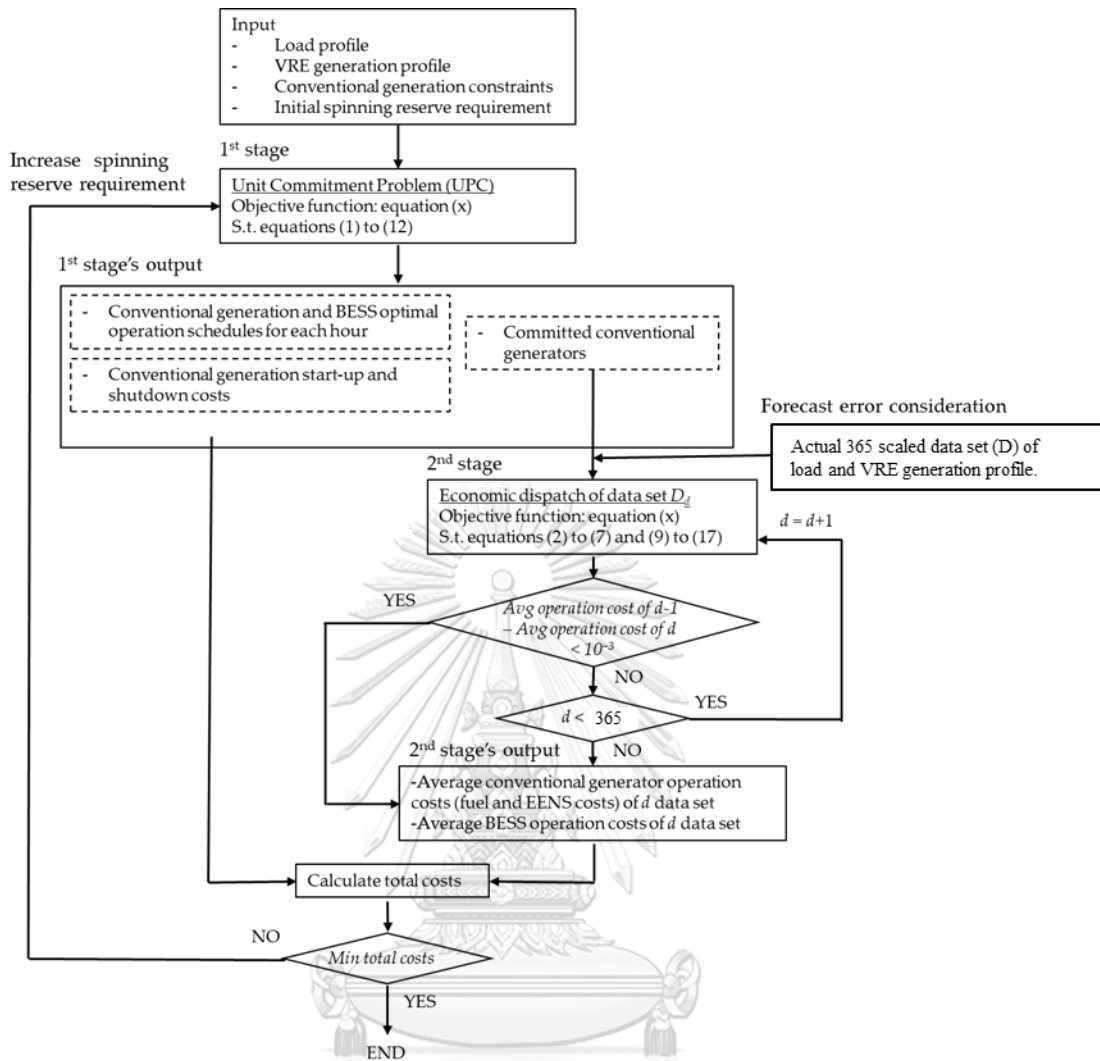 Input
- Load profile
- VRE generation profile
- Conventional generation constraints
- Initial spinning reserve requirement
1st stage
Increase spinning
reserve requirement
Unit Commitment Problem (UPC)
Objective function: equation (x)
S.t. equations (1) to (12)
1st stage's output
- Conventional generation and BESS optimal
operation schedules for each hour
- Committed conventional
generators
- Conventional generation start-up and
shutdown costs
Forecast error consideration
Actual 365 scaled data set (D) of
load and VRE generation profile.
2nd stage
Economic dispatch of data set Dd
Objective function: equation (x)
S.t. equations (2) to (7) and (9) to (17)
d = d+1
YES
Avg operation cost of d-1
– Avg operation cost of d
< 10⁻³
NO
YES
d < 365
NO
2nd stage's output
-Average conventional generator operation
costs (fuel and EENS costs) of d data set
-Average BESS operation costs of d data set
Calculate total costs
NO
Min total costs
YES
END